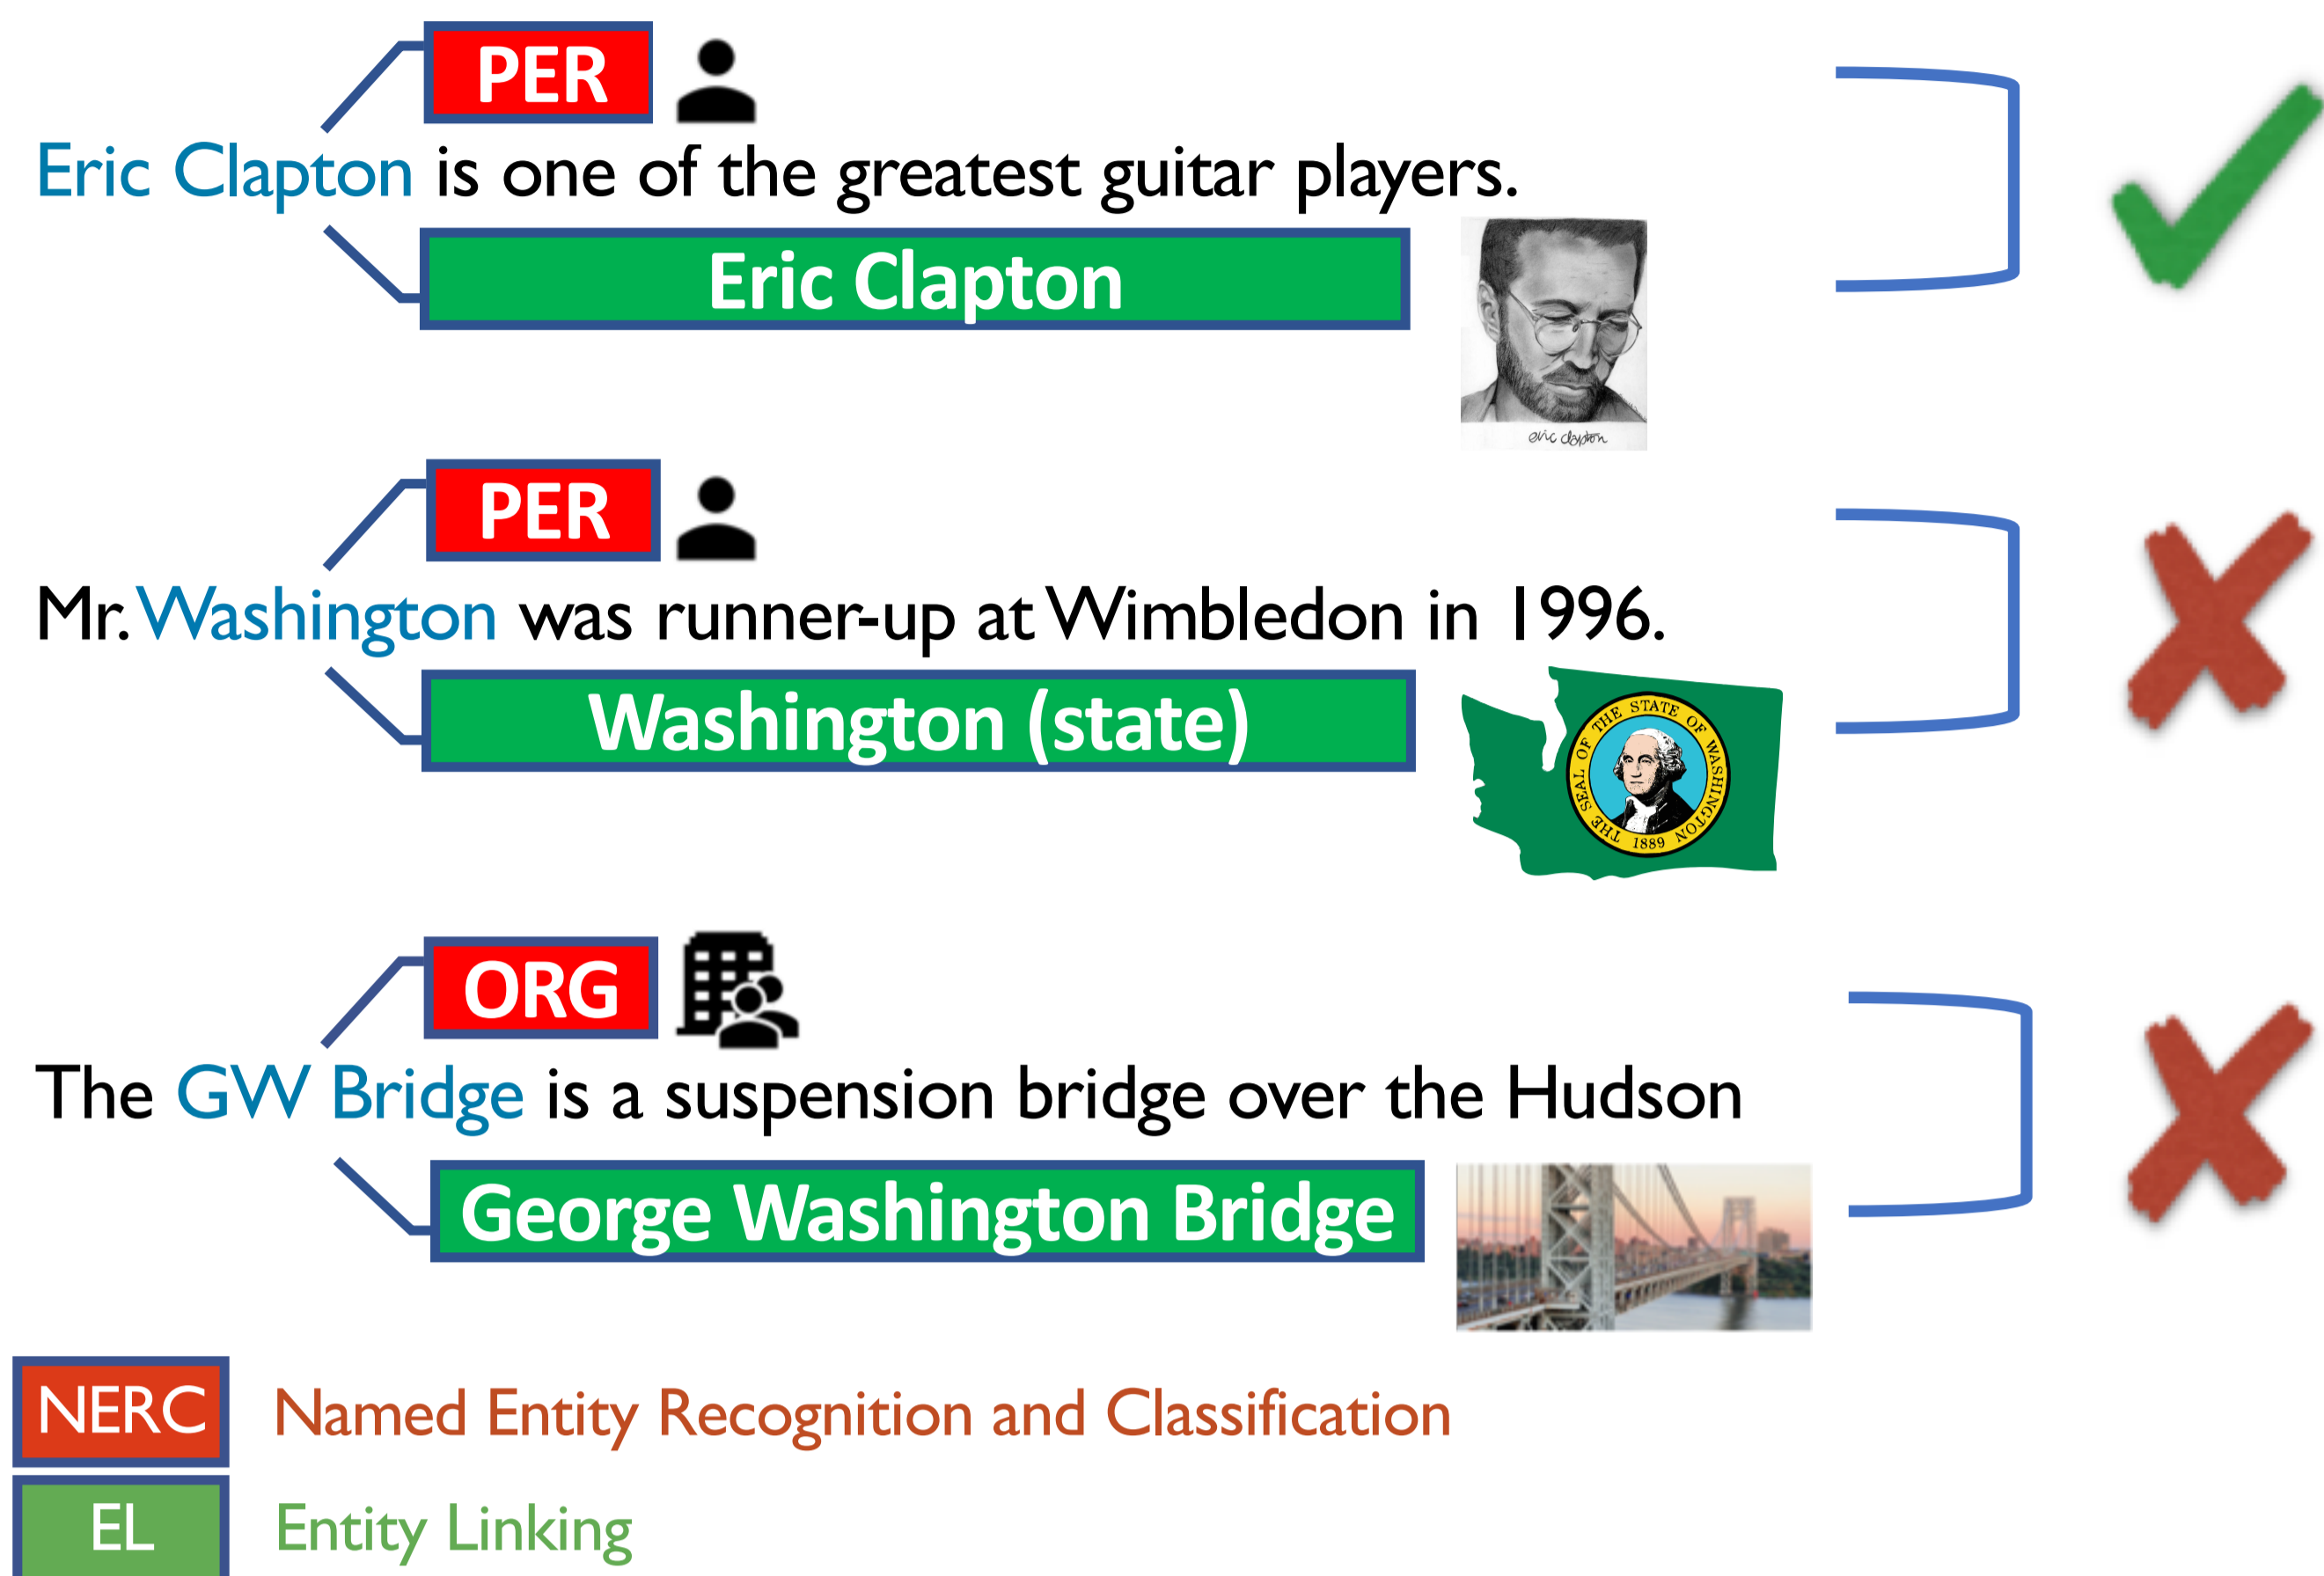 PER
Eric Clapton is one of the greatest guitar players.
Eric Clapton
eric clapton
PER
Mr. Washington was runner-up at Wimbledon in 1996.
Washington (state)
THE SEAL OF THE STATE OF WASHINGTON
1889
ORG
The GW Bridge is a suspension bridge over the Hudson
George Washington Bridge
NERC Named Entity Recognition and Classification
EL Entity Linking